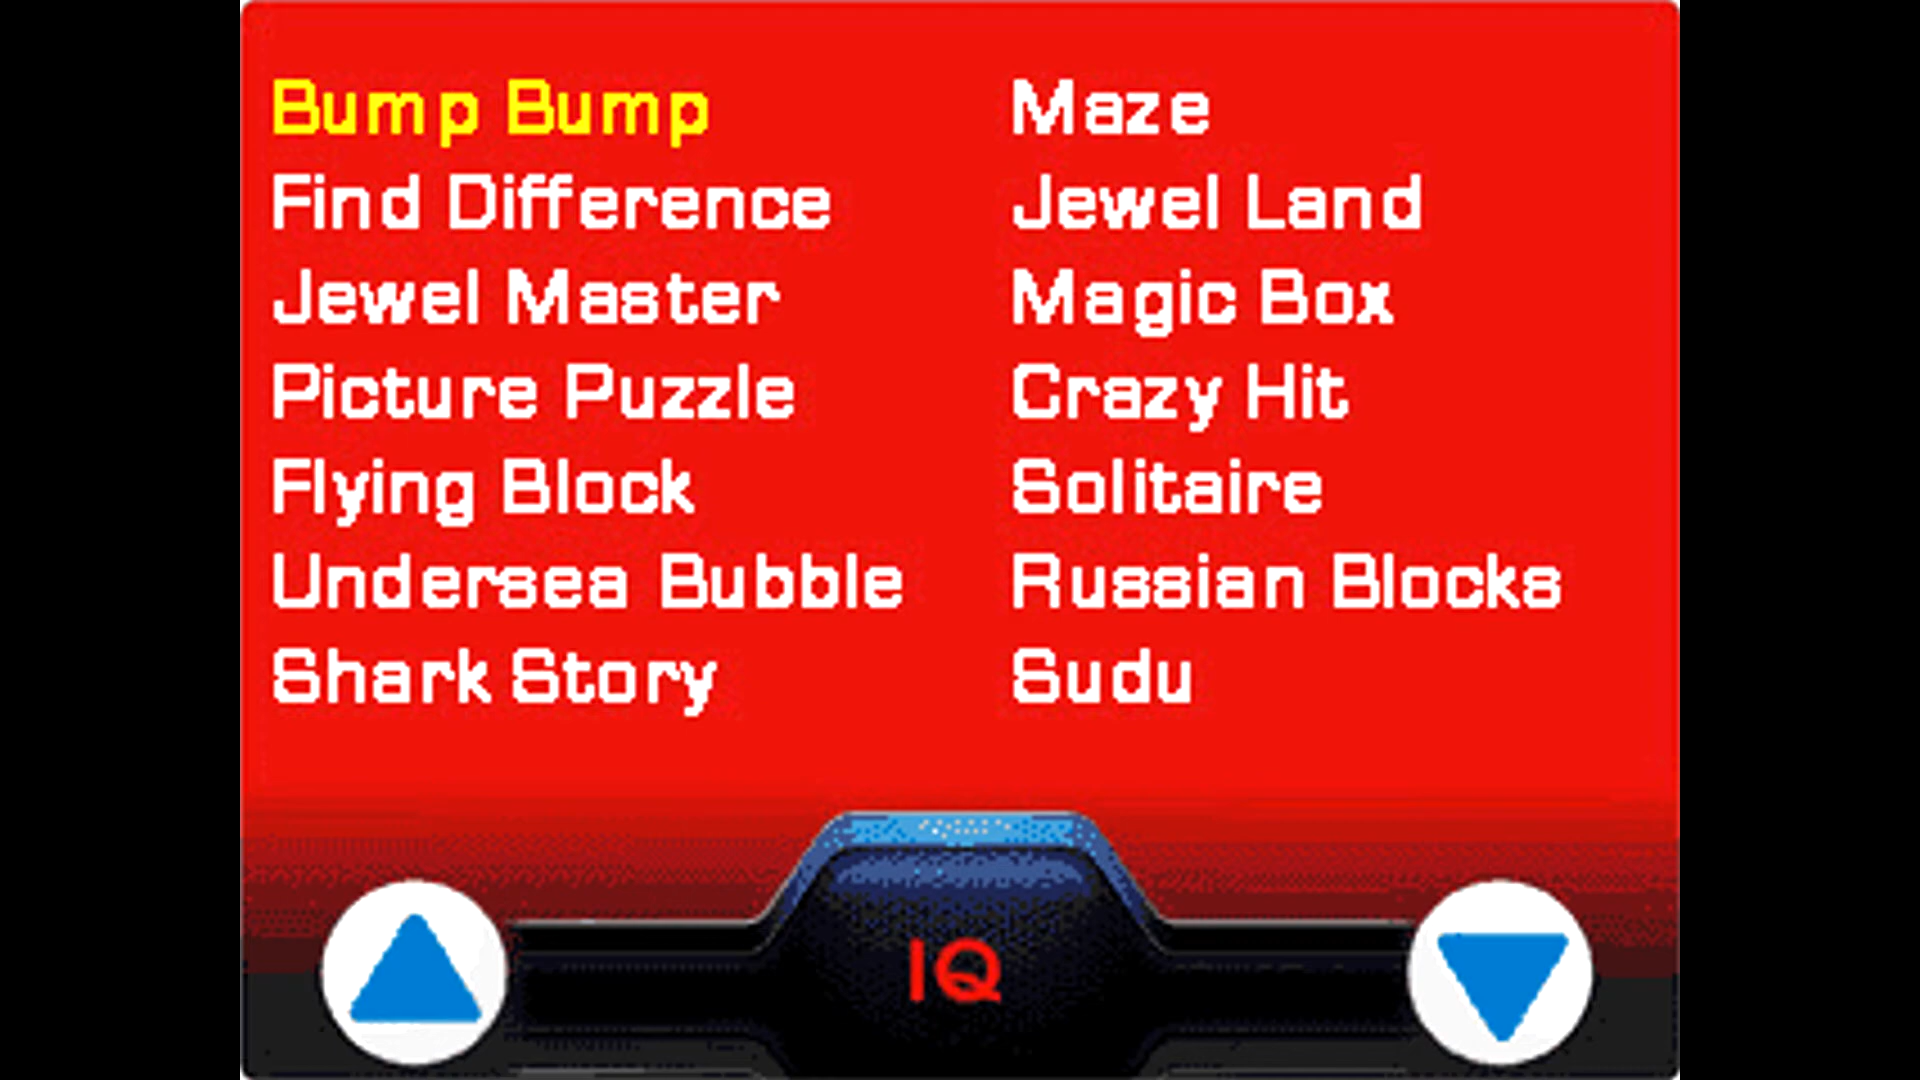 Bump Bump
Find Difference
Jewel Master
Picture Puzzle
Flying Block
Undersea Bubble
Shark Story
Maze
Jewel Land
Magic Box
Crazy Hit
Solitaire
Russian Blocks
Sudu
IQ